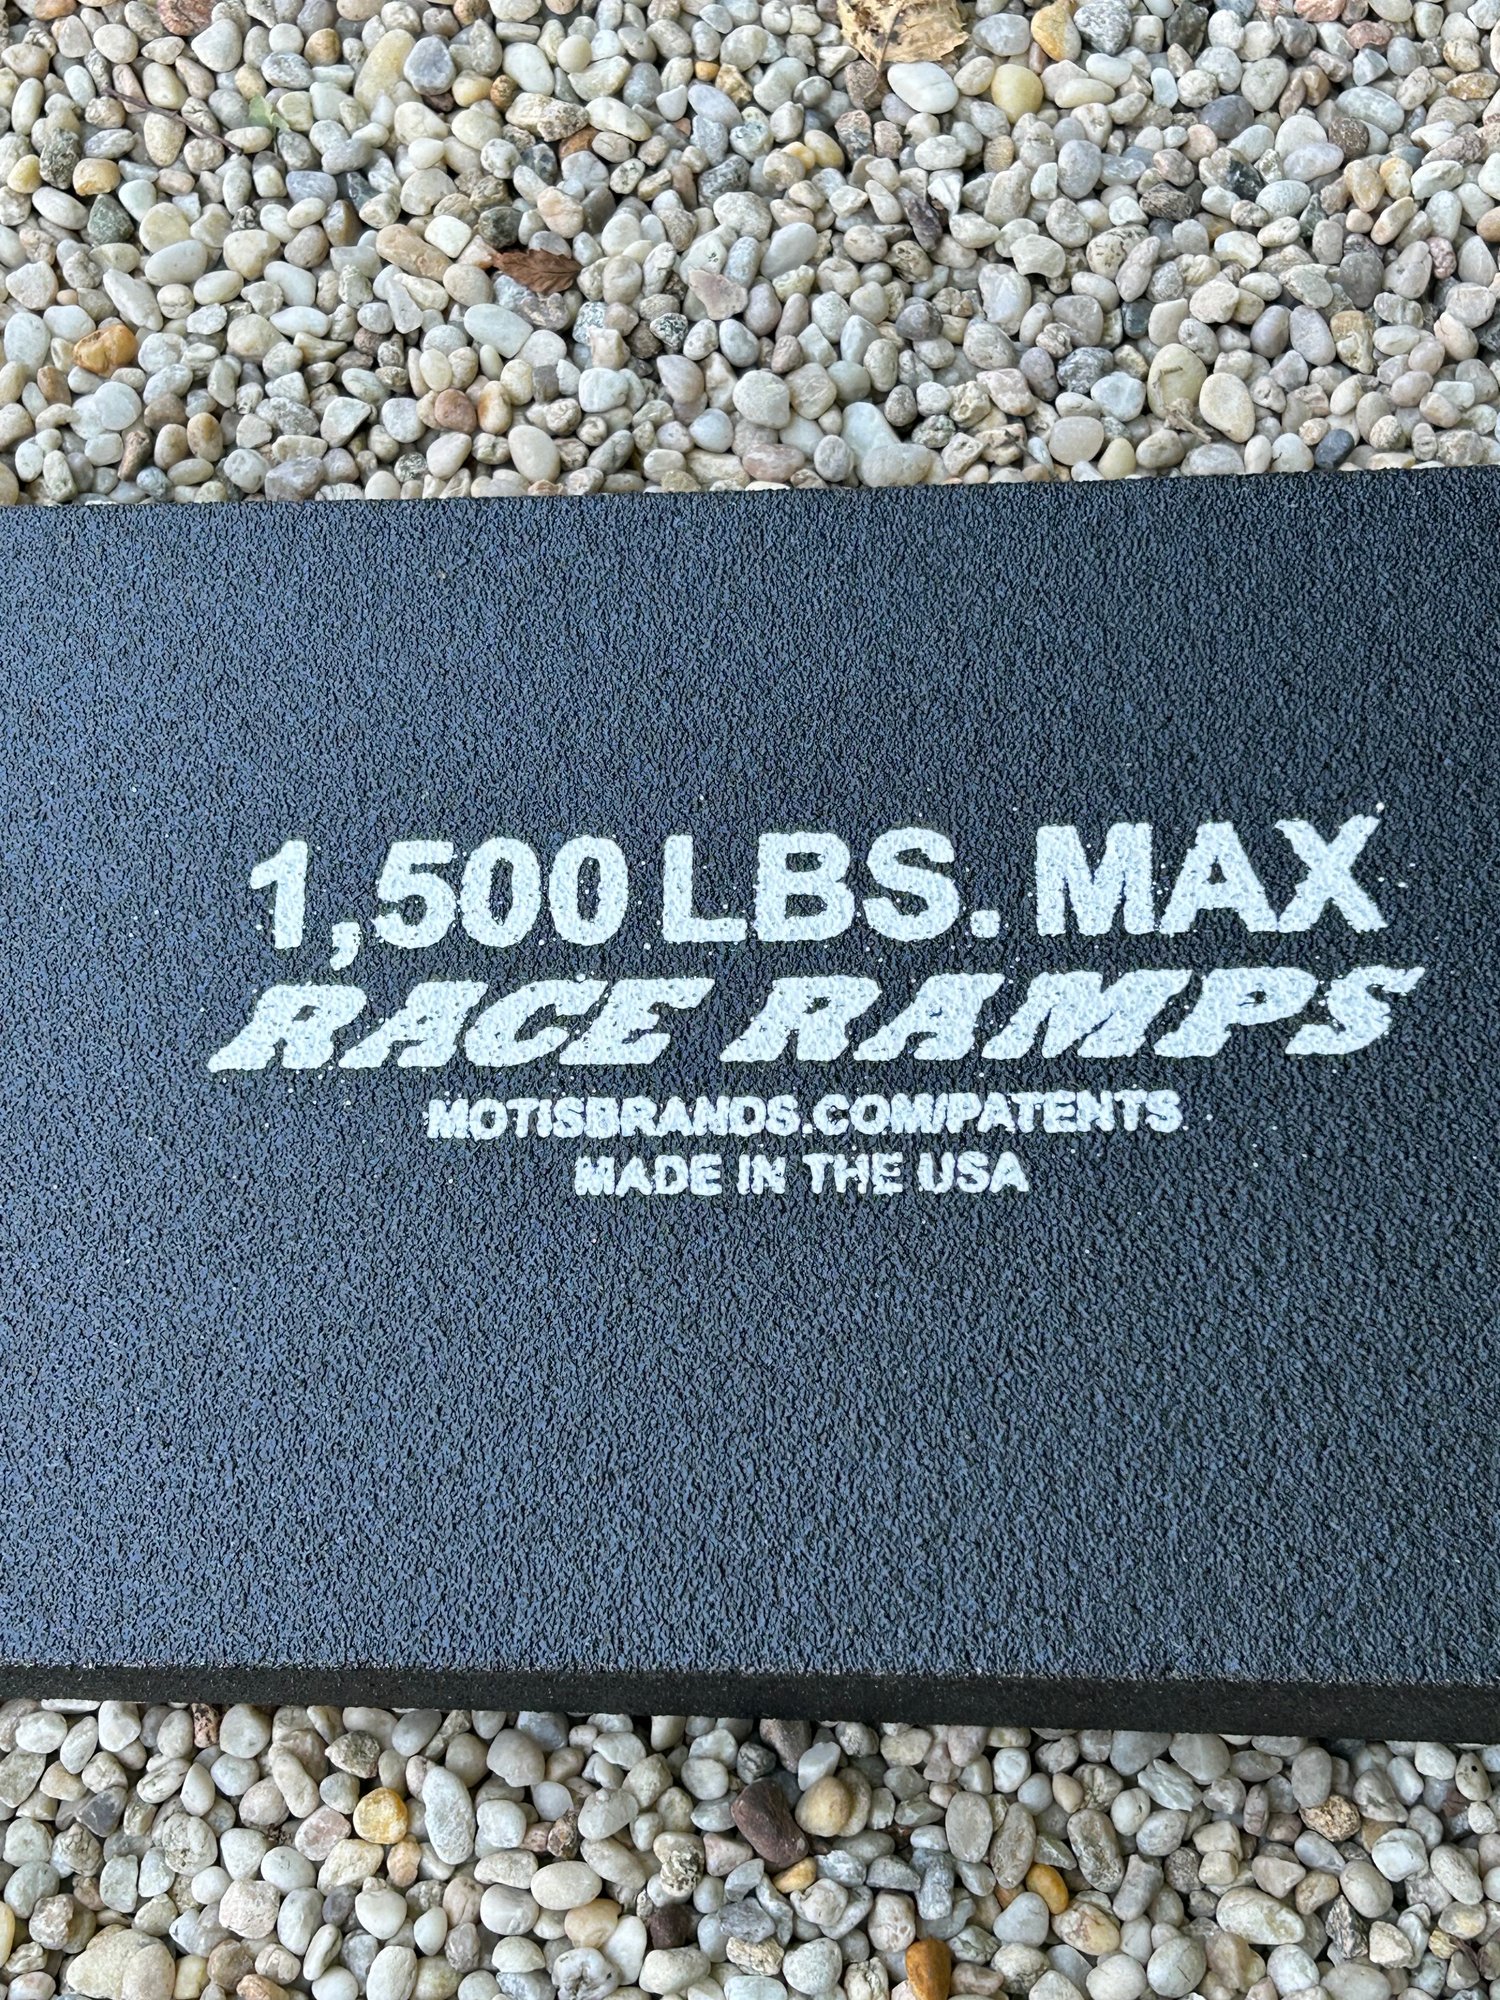 1,500 LBS. MAX
RACE RAMPS
MOTISBRANDS.COM/PATENTS
MADE IN THE USA